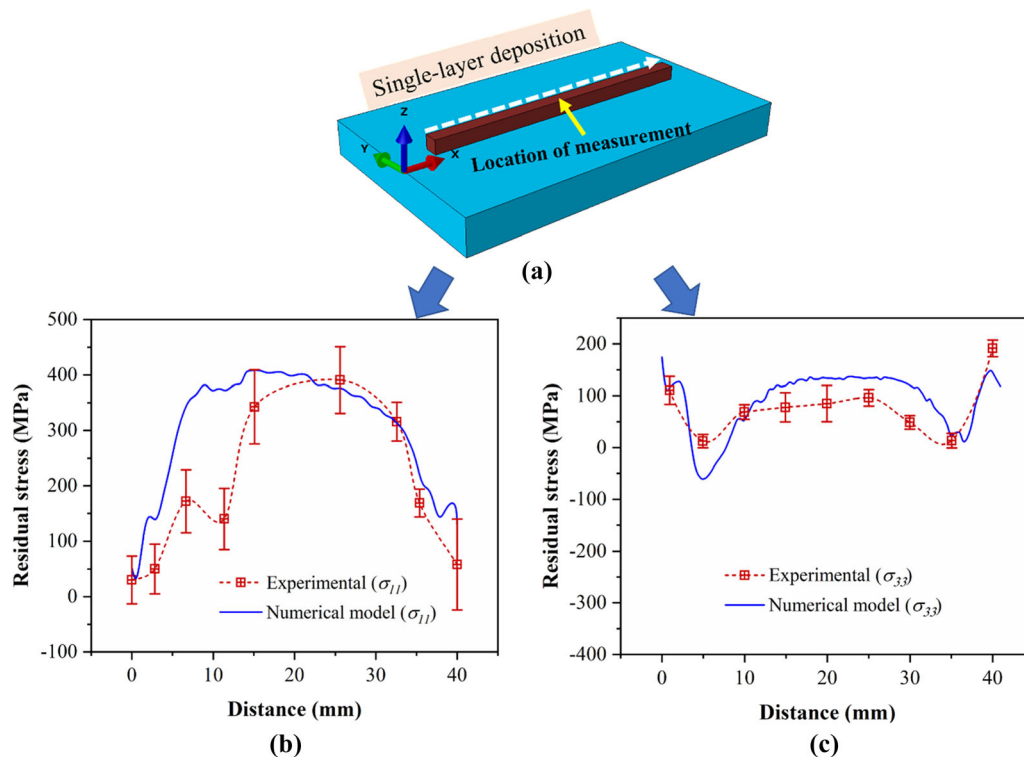 Single-layer deposition
Z
Y
X
Location of measurement
(a)
500
400
300
200
100
0
-100
Residual stress (MPa)
Experimental (σ11)
Numerical model (σ11)
0
10
20
30
40
Distance (mm)
(b)
200
100
0
-100
-200
-300
-400
Residual stress (MPa)
Experimental (σ33)
Numerical model (σ33)
0
10
20
30
40
Distance (mm)
(c)